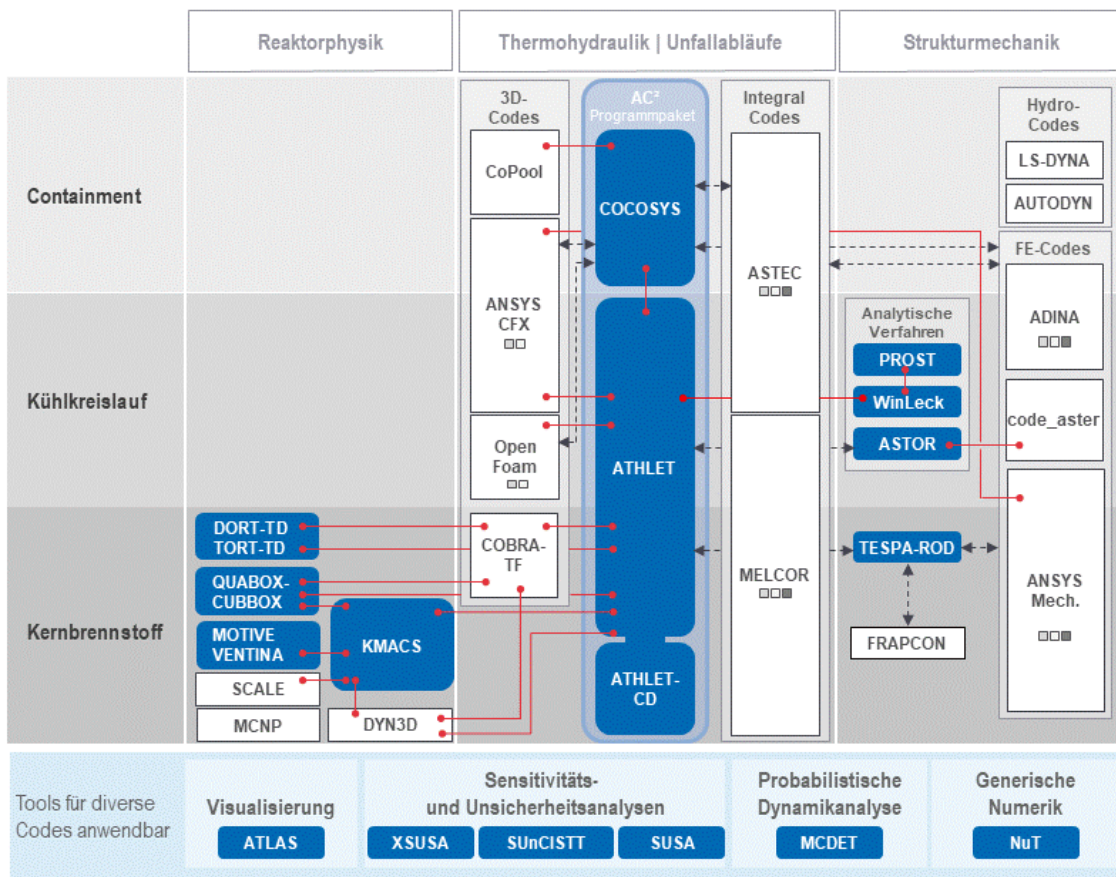 Reaktorphysik
Thermohydraulik | Unfallabläufe
Strukturmechanik
Containment
Kühlkreislauf
Kernbrennstoff
3D-
Codes
CoPool
ANSYS
CFX
Open
Foam
COBRA-
TF
AC²
Programmpaket
COCOSYS
ATHLET
ATHLET-
CD
Integral
Codes
ASTEC
MELCOR
Hydro-
Codes
LS-DYNA
AUTODYN
FE-Codes
ADINA
code_aster
ANSYS
Mech.
Analytische
Verfahren
PROST
WinLeck
ASTOR
TESPA-ROD
FRAPCON
DORT-TD
TORT-TD
QUABOX-
CUBBOX
MOTIVE
VENTINA
SCALE
MCNP
KMACS
DYN3D
Tools für diverse
Codes anwendbar
Visualisierung
ATLAS
Sensitivitäts-
und Unsicherheitsanalysen
XSUSA
SUnCISTT
SUSA
Probabilistische
Dynamikanalyse
MCDET
Generische
Numerik
NuT